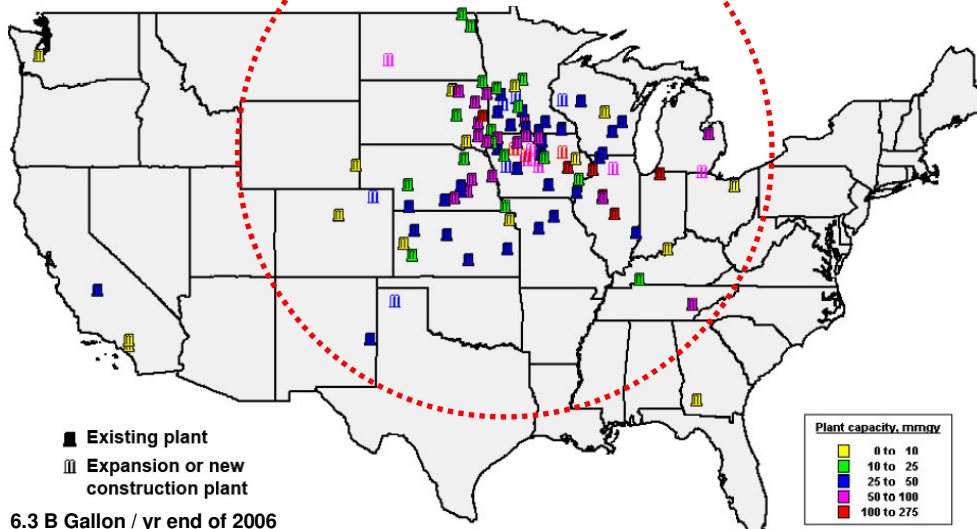 Existing plant
Expansion or new
construction plant
6.3 B Gallon / yr end of 2006
Plant capacity, mmgy
0 to 10
10 to 25
25 to 50
50 to 100
100 to 275